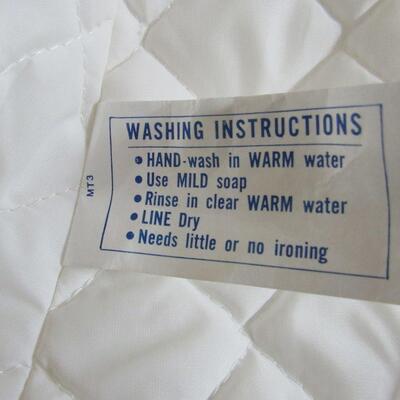 WASHING INSTRUCTIONS
• HAND-wash in WARM water
• Use MILD soap
• Rinse in clear WARM water
• LINE Dry
• Needs little or no ironing
MT3